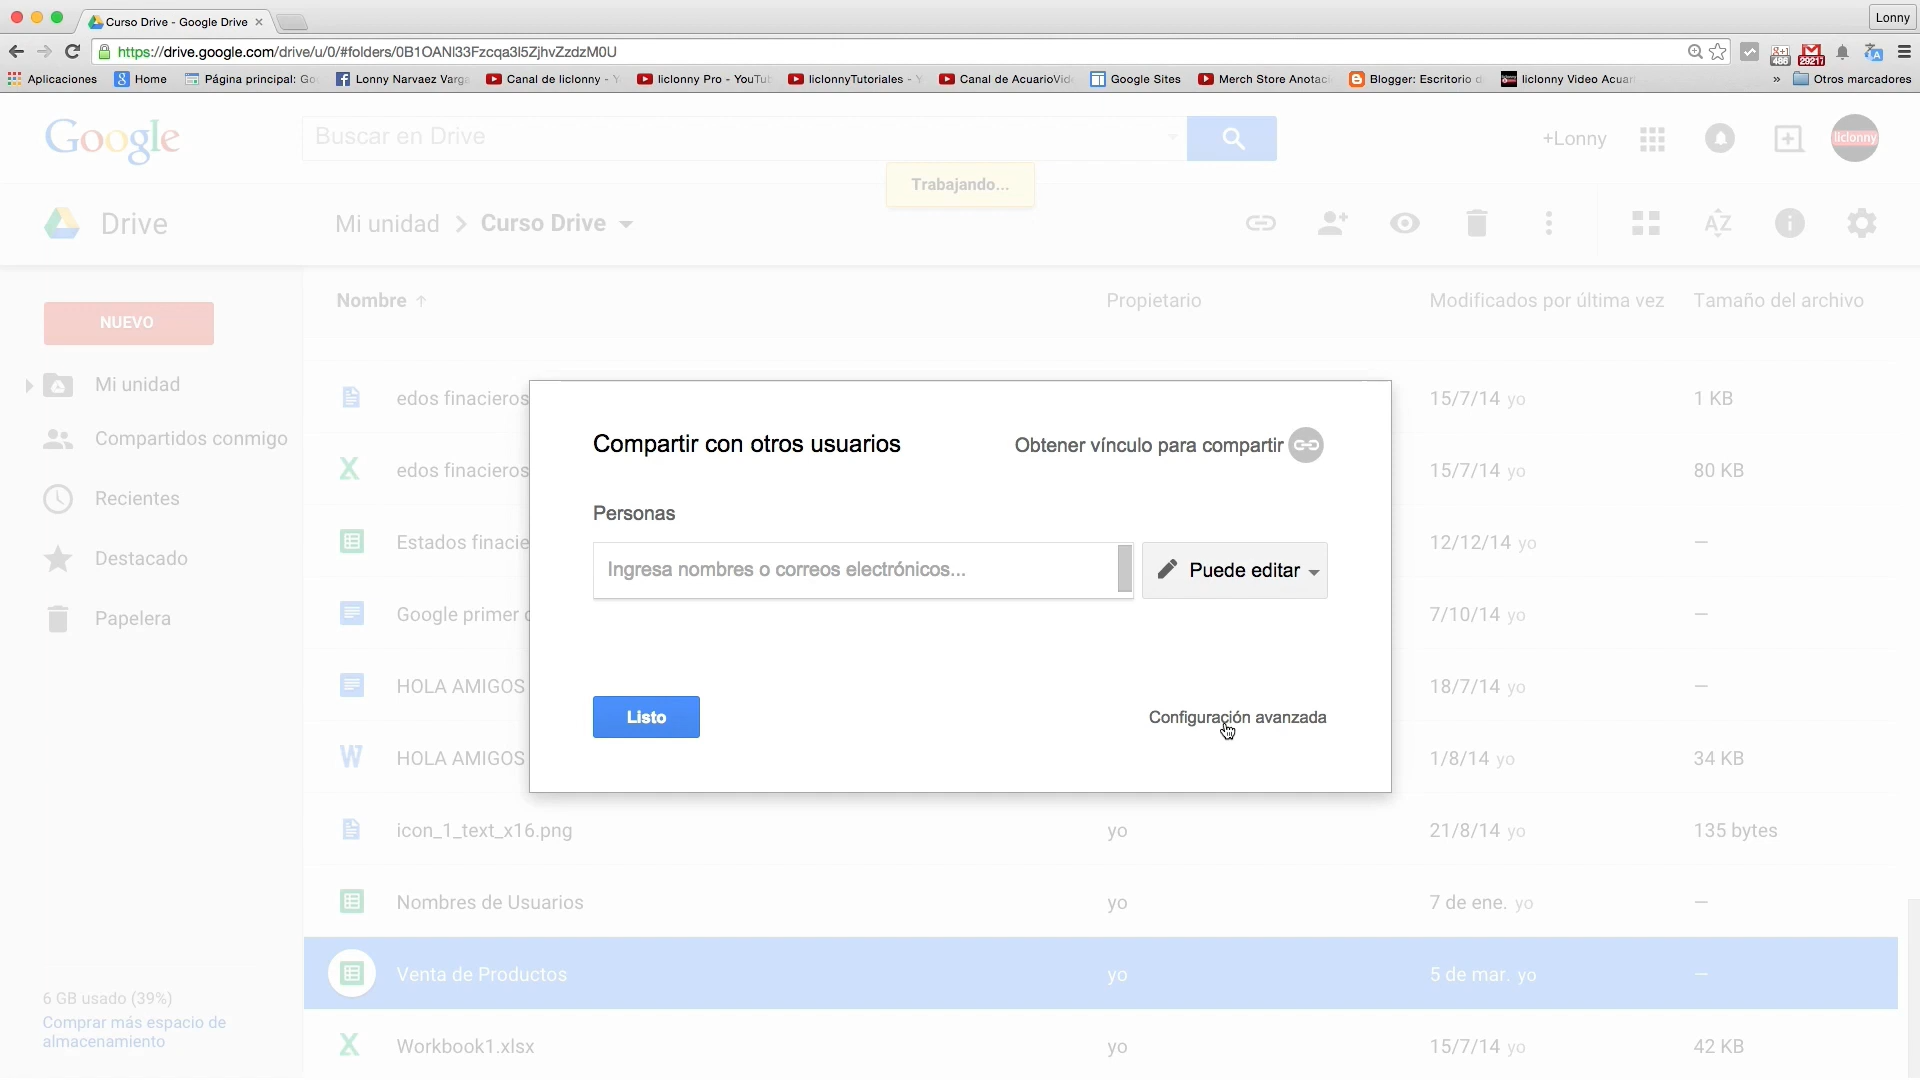 Curso Drive - Google Drive
Lonny
https://drive.google.com/drive/u/0/#folders/0B1OANl33Fzcqa3l5ZjhvZzdzM0U
486
29217
Aplicaciones
Home
Página principal: Go
Lonny Narvaez Varga
Canal de liclonny - Y
liclonny Pro - YouTu
liclonnyTutoriales - Y
Canal de AcuarioVid
Google Sites
Merch Store Anotac
Blogger: Escritorio d
liclonny Video Acuar
» Otros marcadores
Google
Buscar en Drive
+Lonny
liclonny
Trabajando...
Drive
Mi unidad > Curso Drive
AZ
NUEVO
Mi unidad
Compartidos conmigo
Recientes
Destacado
Papelera
6 GB usado (39%)
Comprar más espacio de
almacenamiento
Nombre ↑ Propietario Modificados por última vez Tamaño del archivo
edos finacieros 15/7/14 yo 1 KB
edos finacieros 15/7/14 yo 80 KB
Estados finacie 12/12/14 yo —
Google primer 7/10/14 yo —
HOLA AMIGOS 18/7/14 yo —
HOLA AMIGOS 1/8/14 yo 34 KB
icon_1_text_x16.png yo 21/8/14 yo 135 bytes
Nombres de Usuarios yo 7 de ene. yo —
Venta de Productos yo 5 de mar. yo —
Workbook1.xlsx yo 15/7/14 yo 42 KB
Compartir con otros usuarios
Obtener vínculo para compartir
Personas
Ingresa nombres o correos electrónicos...
Puede editar
Listo
Configuración avanzada